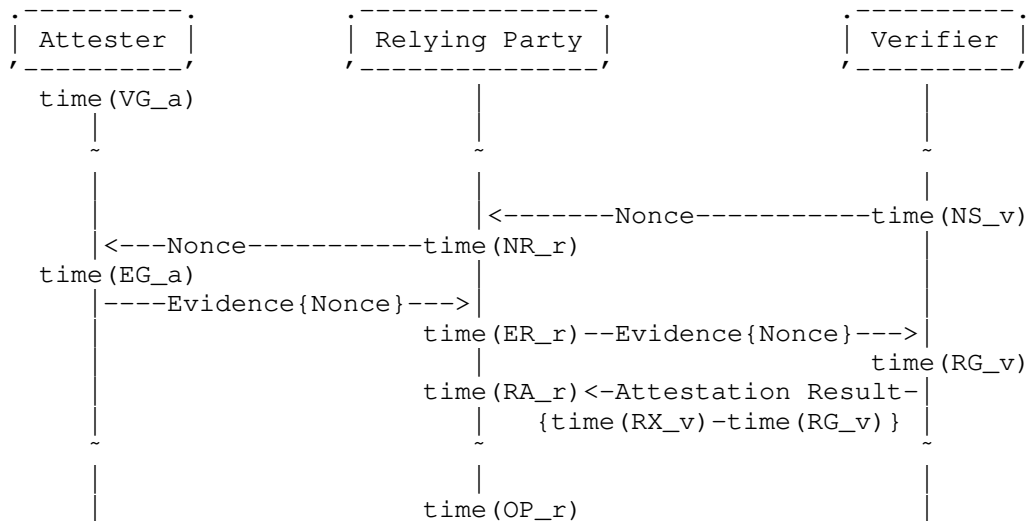 .----------.       .---------------.             .----------.
| Attester |       | Relying Party |             | Verifier |
'----------'       '---------------'             '----------'
  time(VG_a)               |                           |
     |                     |                           |
     ~                     ~                           ~
     |                     |                           |
     |                     |<-------Nonce-----------time(NS_v)
     |<---Nonce-----------time(NR_r)                   |
  time(EG_a)               |                           |
     |----Evidence{Nonce}--->|                         |
     |                  time(ER_r)--Evidence{Nonce}--->|
     |                     |                        time(RG_v)
     |                  time(RA_r)<-Attestation Result-|
     |                     |   {time(RX_v)-time(RG_v)} |
     ~                     ~                           ~
     |                     |                           |
     |                  time(OP_r)                     |